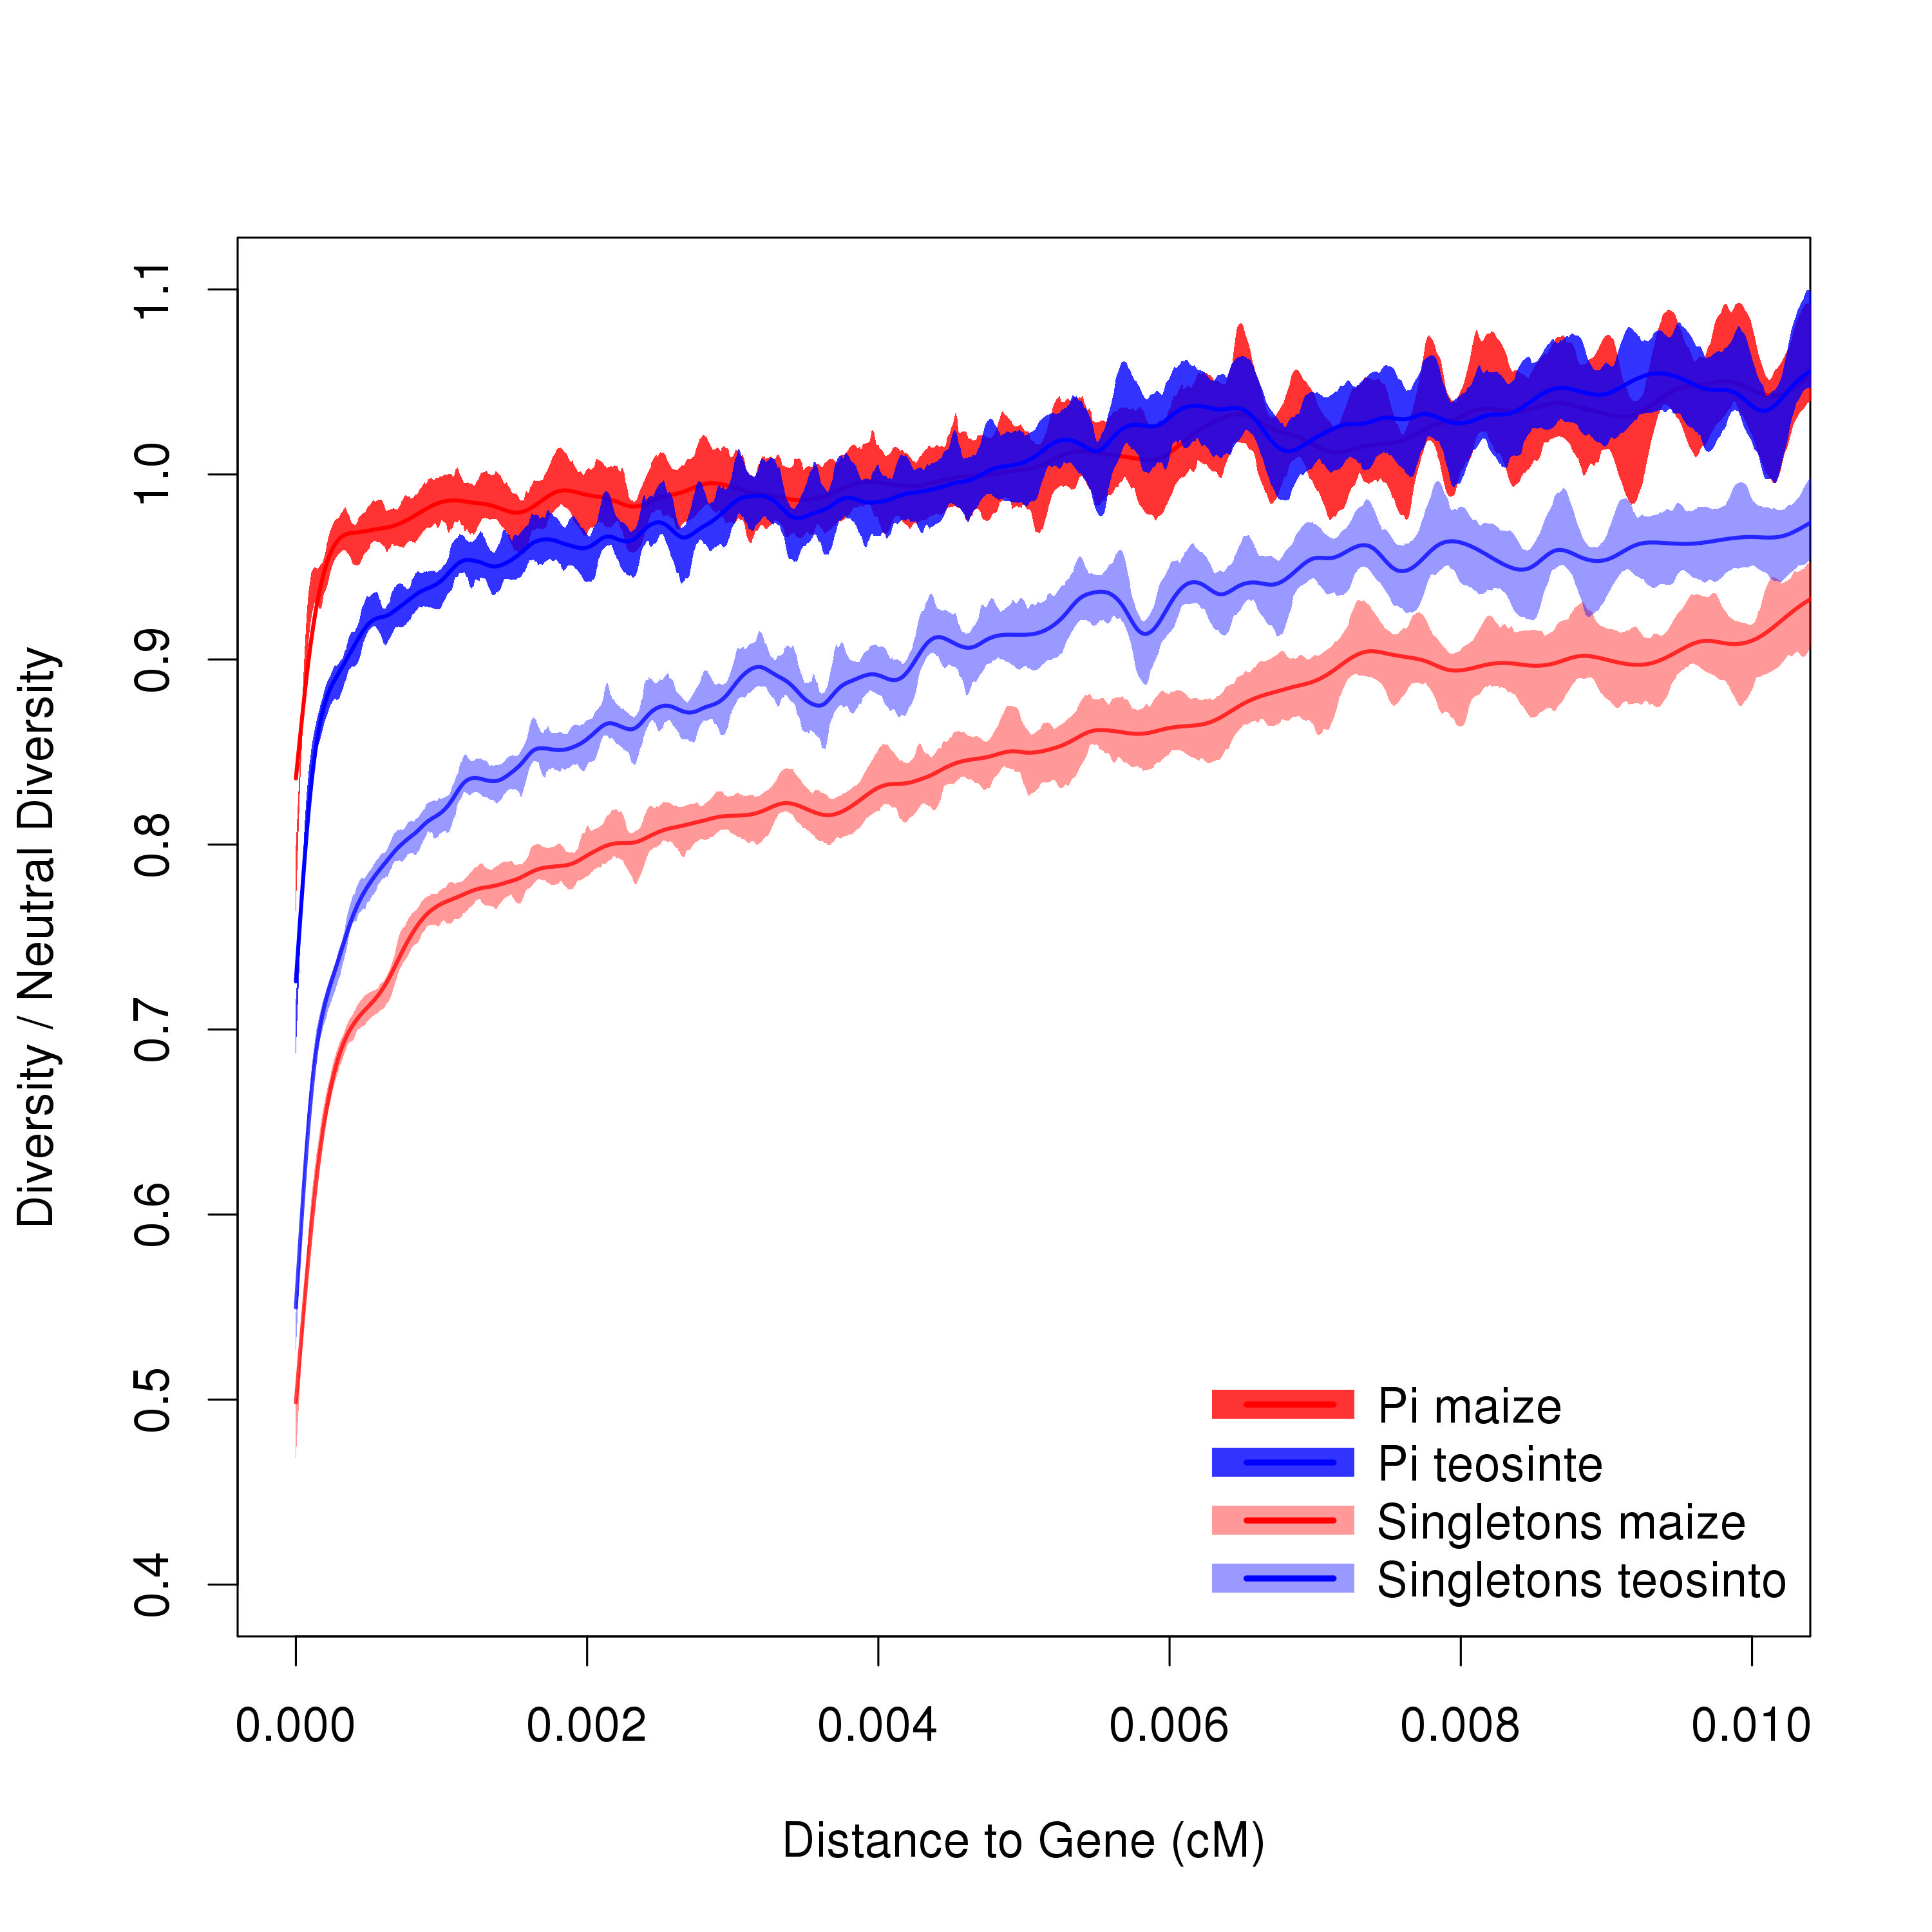 Diversity / Neutral Diversity
1.1
1.0
0.9
0.8
0.7
0.6
0.5
0.4
Pi maize
Pi teosinte
Singletons maize
Singletons teosinto
0.000 0.002 0.004 0.006 0.008 0.010
Distance to Gene (cM)